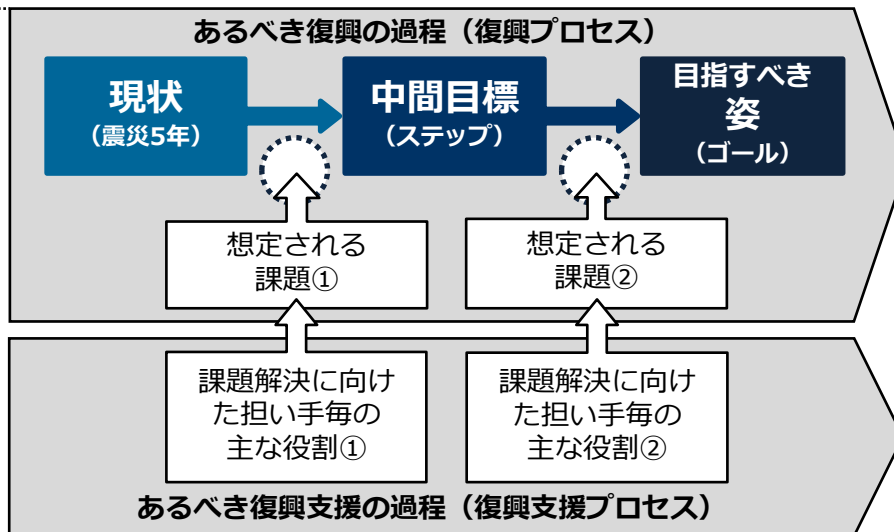 あるべき復興の過程（復興プロセス）
現状
（震災5年）
中間目標
（ステップ）
目指すべき
姿
（ゴール）
想定される
課題①
想定される
課題②
課題解決に向け
た担い手毎の
主な役割①
課題解決に向け
た担い手毎の
主な役割②
あるべき復興支援の過程（復興支援プロセス）